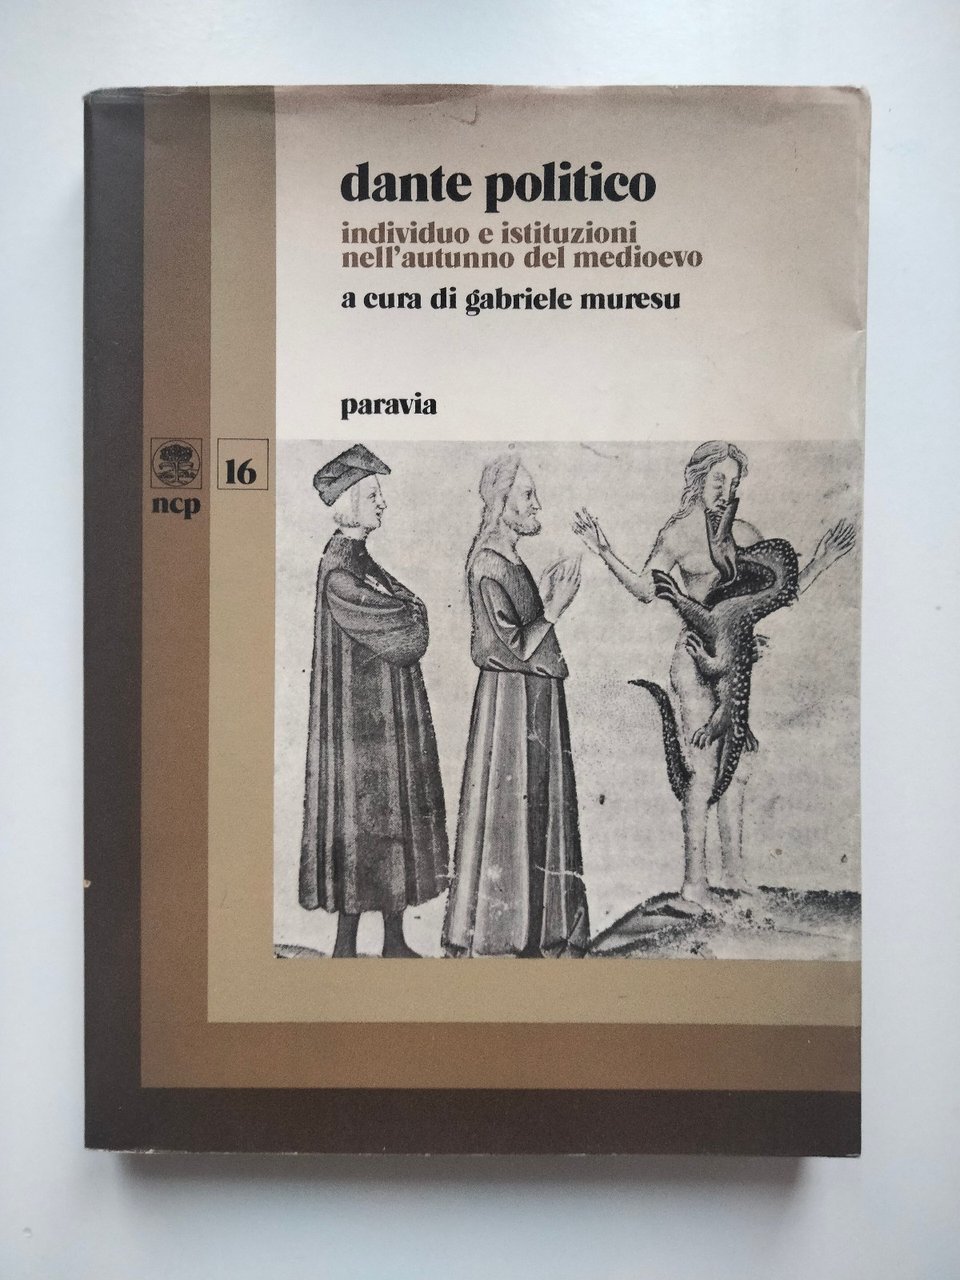 dante politico
individuo e istituzioni
nell'autunno del medioevo
a cura di gabriele muresu
paravia
16
ncp